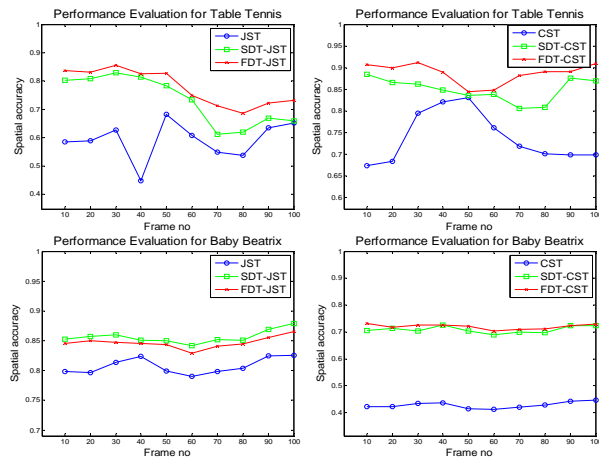 Performance Evaluation for Table Tennis
1
0.9
0.8
0.7
0.6
0.5
0.4
Spatial accuracy
JST
SDT-JST
FDT-JST
10 20 30 40 50 60 70 80 90 100
Frame no
Performance Evaluation for Table Tennis
1
0.95
0.9
0.85
0.8
0.75
0.7
0.65
Spatial accuracy
CST
SDT-CST
FDT-CST
10 20 30 40 50 60 70 80 90 100
Frame no
Performance Evaluation for Baby Beatrix
1
0.95
0.9
0.85
0.8
0.75
0.7
Spatial accuracy
JST
SDT-JST
FDT-JST
10 20 30 40 50 60 70 80 90 100
Frame no
Performance Evaluation for Baby Beatrix
1
0.9
0.8
0.7
0.6
0.5
0.4
Spatial accuracy
CST
SDT-CST
FDT-CST
10 20 30 40 50 60 70 80 90 100
Frame no